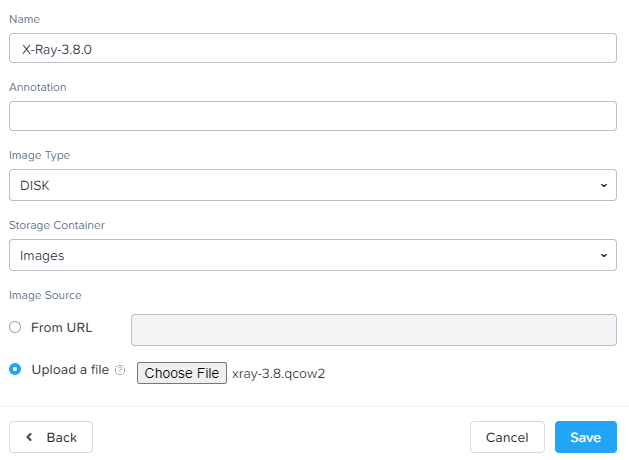 Name
X-Ray-3.8.0
Annotation
Image Type
DISK
Storage Container
Images
Image Source
From URL
Upload a file ?
Choose File xray-3.8.qcow2
Back
Cancel
Save